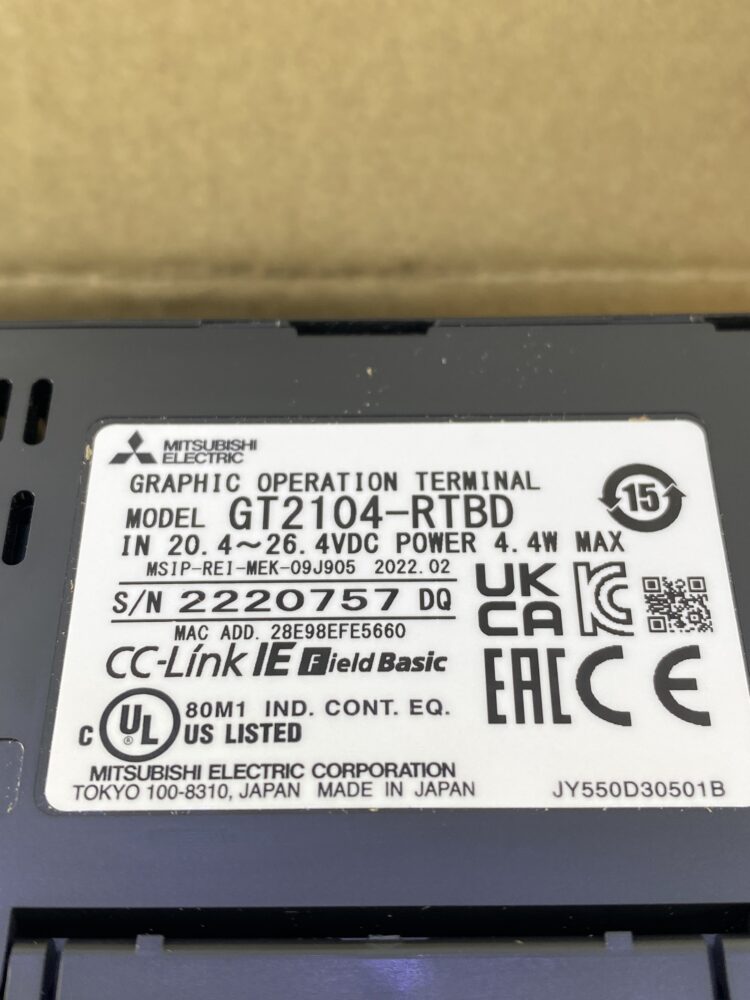 MITSUBISHI
ELECTRIC
GRAPHIC OPERATION TERMINAL
MODEL GT2104-RTBD
15
IN 20.4~26.4VDC POWER 4.4W MAX
MSIP-REI-MEK-09J905 2022.02
S/N 2220757 DQ
UK
CA
KC
MAC ADD. 28E98EFE5660
CC-Link IE Field Basic
EAC CE
C UL ® US LISTED
80M1 IND. CONT. EQ.
MITSUBISHI ELECTRIC CORPORATION
TOKYO 100-8310, JAPAN MADE IN JAPAN
JY550D30501B